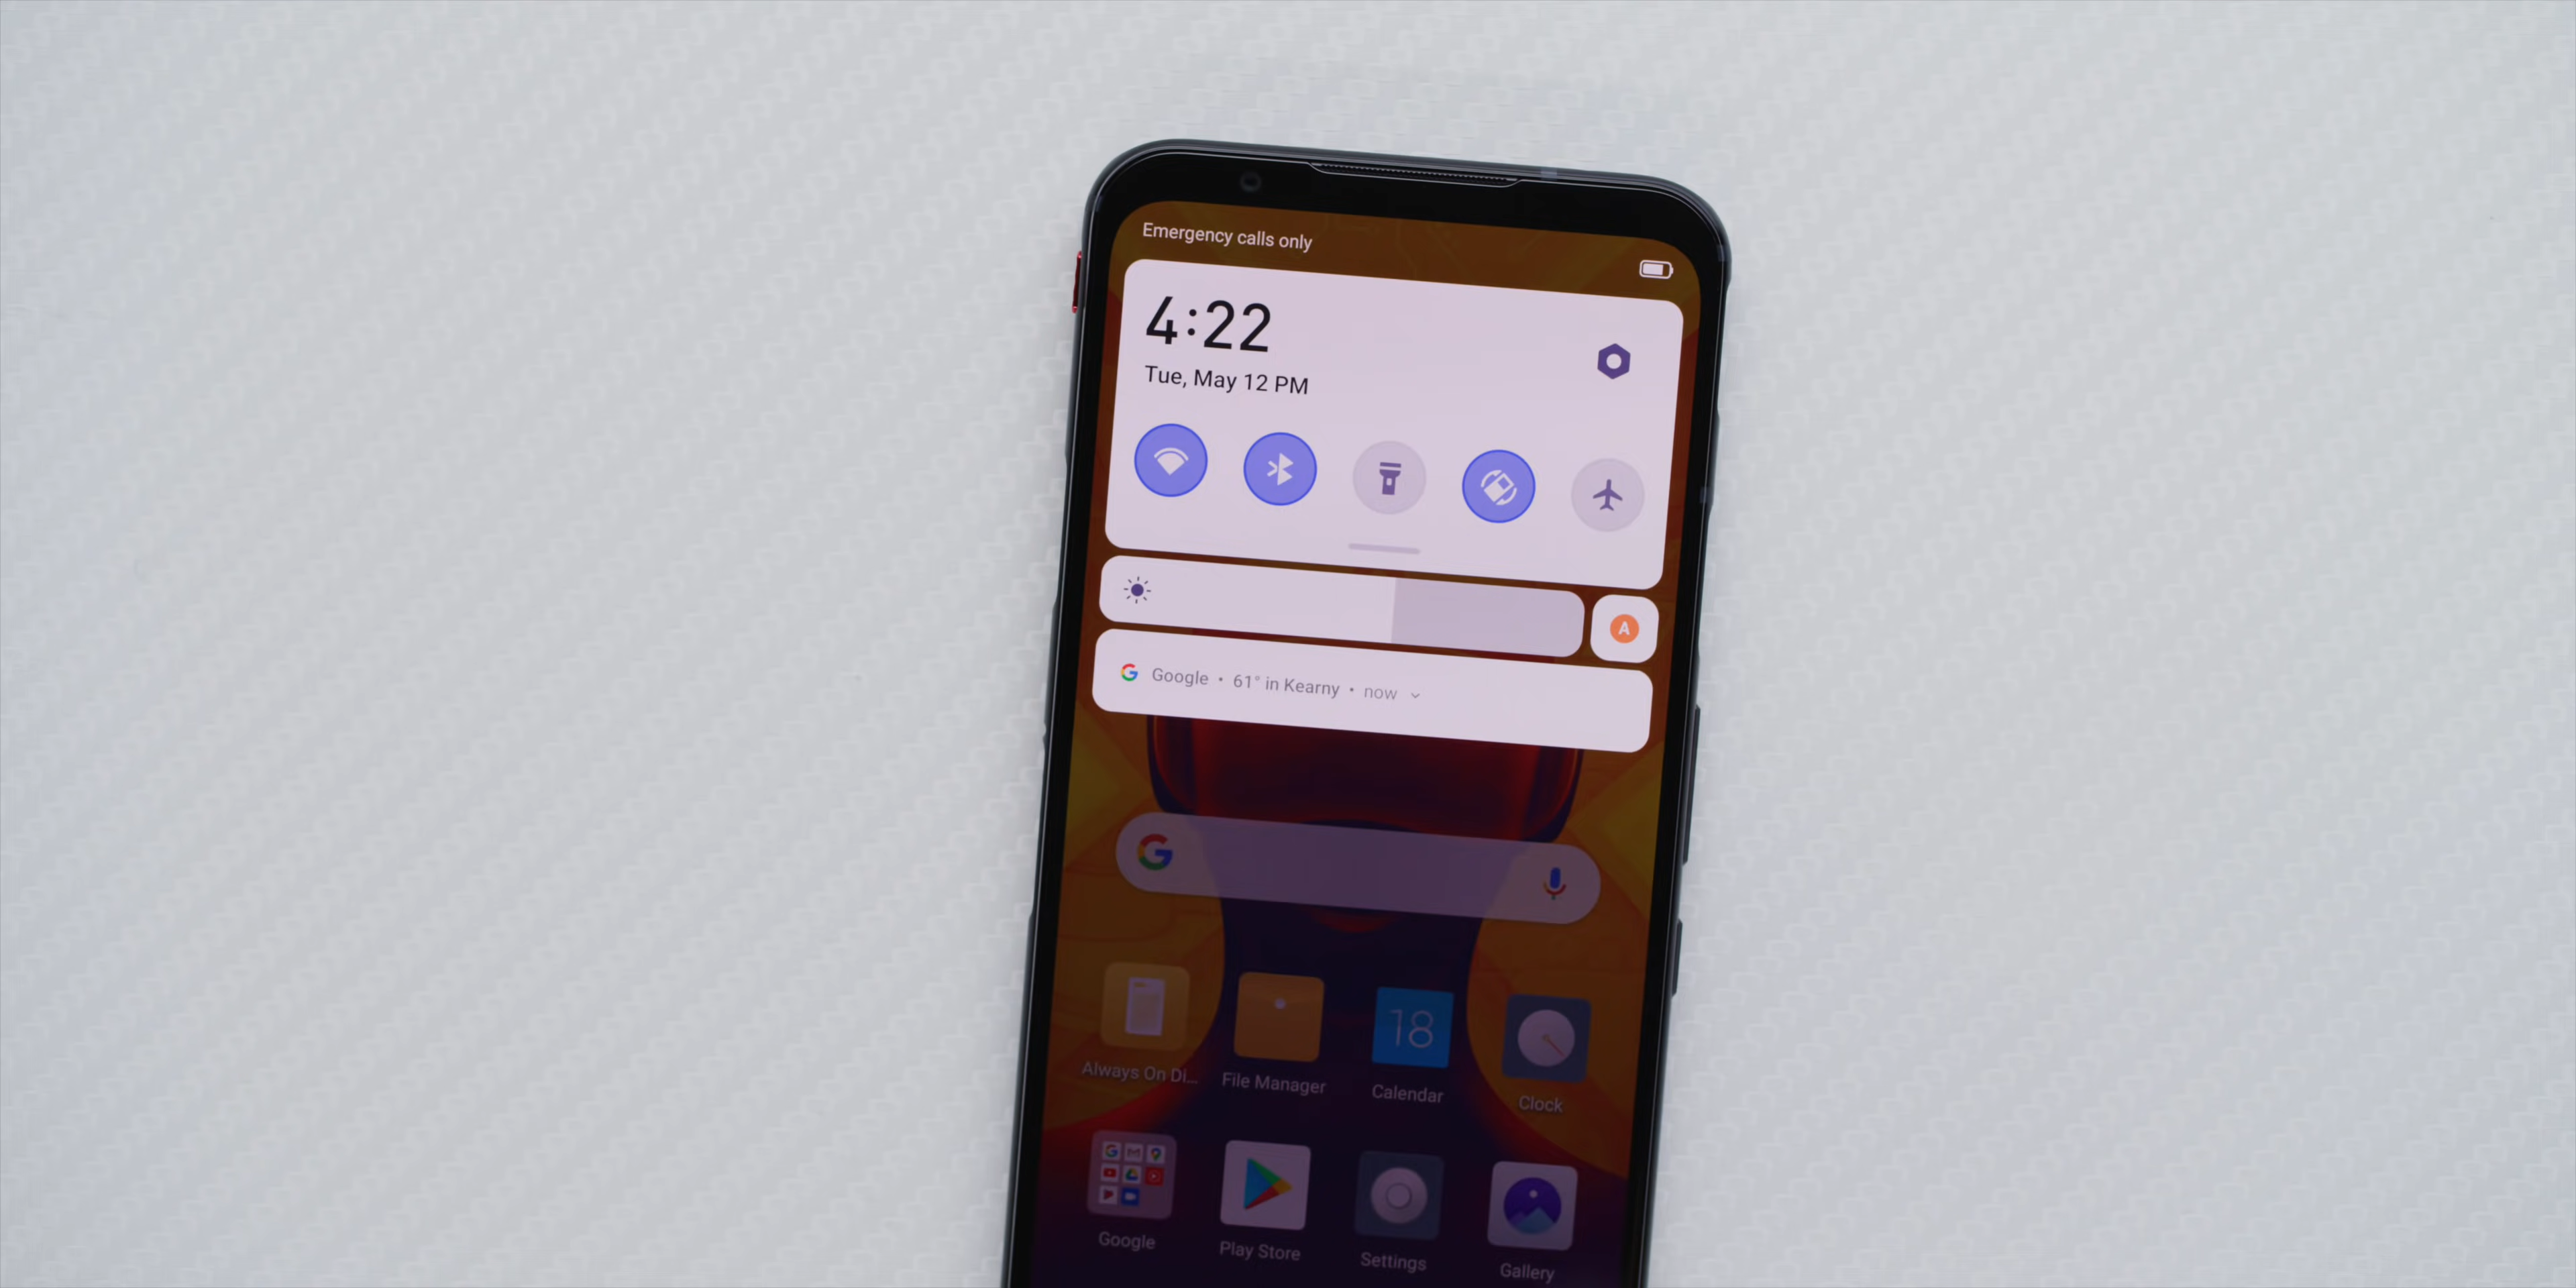 Emergency calls only
4:22
Tue, May 12 PM
A
Google • 61° in Kearny • now
G
Always On Di...
File Manager
18
Calendar
Clock
Google
Play Store
Settings
Gallery